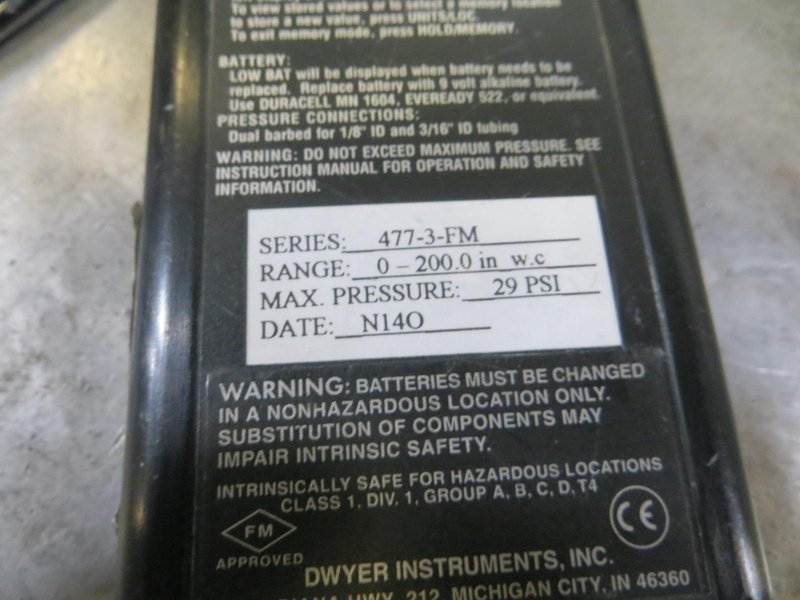 To view stored values or to select a memory location
to store a new value, press UNITS/LOC.
To exit memory mode, press HOLD/MEMORY.
BATTERY:
LOW BAT will be displayed when battery needs to be
replaced. Replace battery with 9 volt alkaline battery.
Use DURACELL MN 1604, EVEREADY 522, or equivalent.
PRESSURE CONNECTIONS:
Dual barbed for 1/8" ID and 3/16" ID tubing
WARNING: DO NOT EXCEED MAXIMUM PRESSURE. SEE
INSTRUCTION MANUAL FOR OPERATION AND SAFETY
INFORMATION.
SERIES: 477-3-FM
RANGE: 0 – 200.0 in w.c
MAX. PRESSURE: 29 PSI
DATE: N14O
WARNING: BATTERIES MUST BE CHANGED
IN A NONHAZARDOUS LOCATION ONLY.
SUBSTITUTION OF COMPONENTS MAY
IMPAIR INTRINSIC SAFETY.
INTRINSICALLY SAFE FOR HAZARDOUS LOCATIONS
CLASS 1, DIV. 1, GROUP A, B, C, D, T4
FM
APPROVED
CE
DWYER INSTRUMENTS, INC.
HWY. 212, MICHIGAN CITY, IN 46360